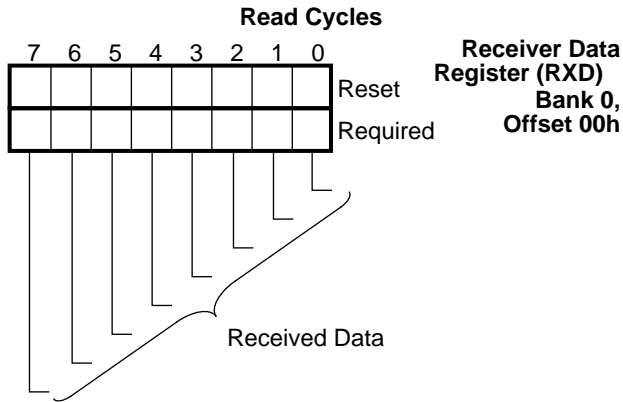 Read Cycles
7 6 5 4 3 2 1 0
Reset
Required
Receiver Data
Register (RXD)
Bank 0,
Offset 00h
Received Data